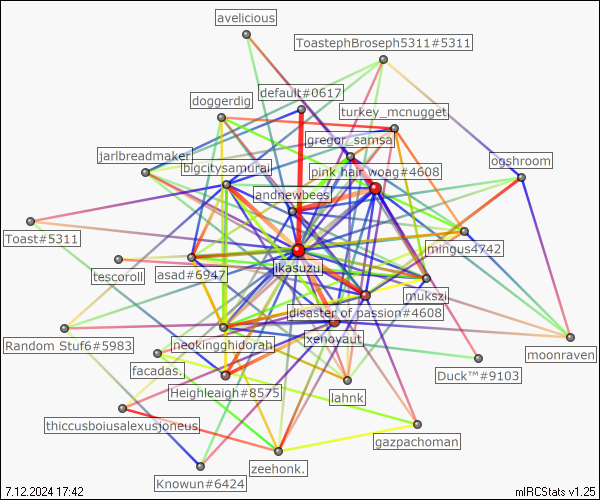 avelicious
ToastephBroseph5311#5311
default#0617
doggerdig
turkey_mcnugget
gregor_samsa
jarlbreadmaker
ogshroom
bigcitysamurai
pink hair woag#4608
andnewbees
Toast#5311
mingus4742
tescoroll
asad#6947
ikasuzu
mukszi
disaster of passion#4608
Random Stuf6#5983
neokingghidorah
xenovaut
moonraven
facadas.
Duck™#9103
Heighleaigh#8575
lahnk
thiccusboiusalexusjoneus
gazpachoman
zeehonk.
Knowun#6424
7.12.2024 17:42
mIRCStats v1.25